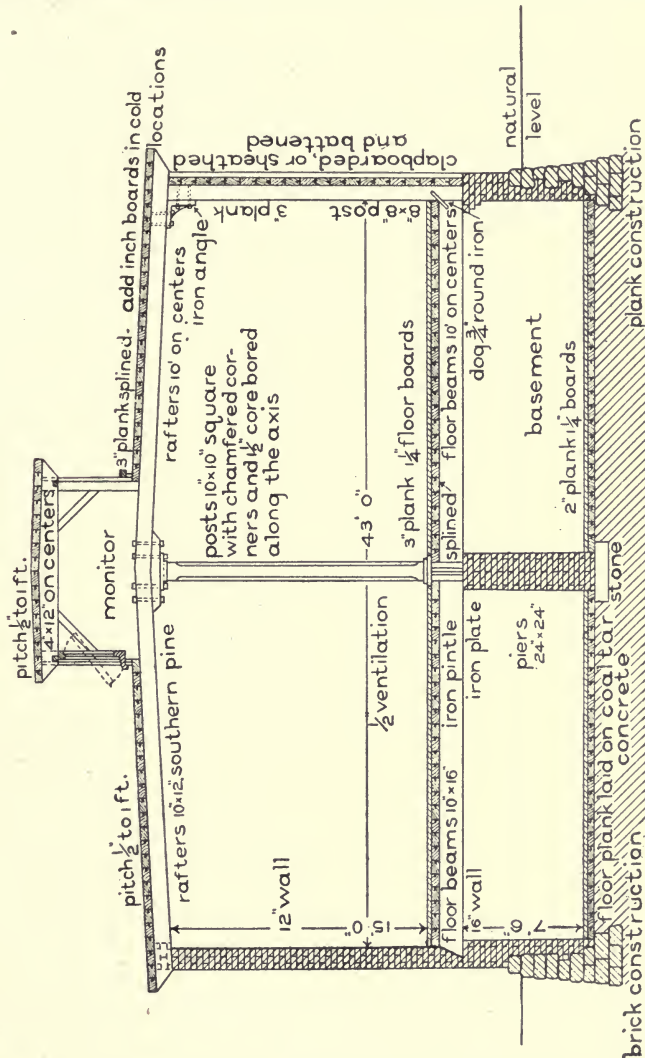 pitch ½" to 1 ft.
4"×12" on centers
monitor
3" plank splined - add inch boards in cold
locations
pitch ½" to 1 ft.
rafters 10"×12" southern pine
rafters 10' on centers
iron angle
posts 10"×10" square
with chamfered cor-
ners and 1½" core bored
along the axis
3" plank
8"×8" post
clapboarded, or sheathed
and battened
12" wall
15' 0"
½" ventilation
43' 0"
3" plank 1¼" floor boards
floor beams 10"×16"
iron pintle
splined
floor beams 10' on centers
iron plate
dog ¾" round iron
16" wall
7' 6"
piers
24"×24"
basement
2" plank 1¼" boards
natural
level
floor plank laid on coal tar
concrete
stone
brick construction
plank construction